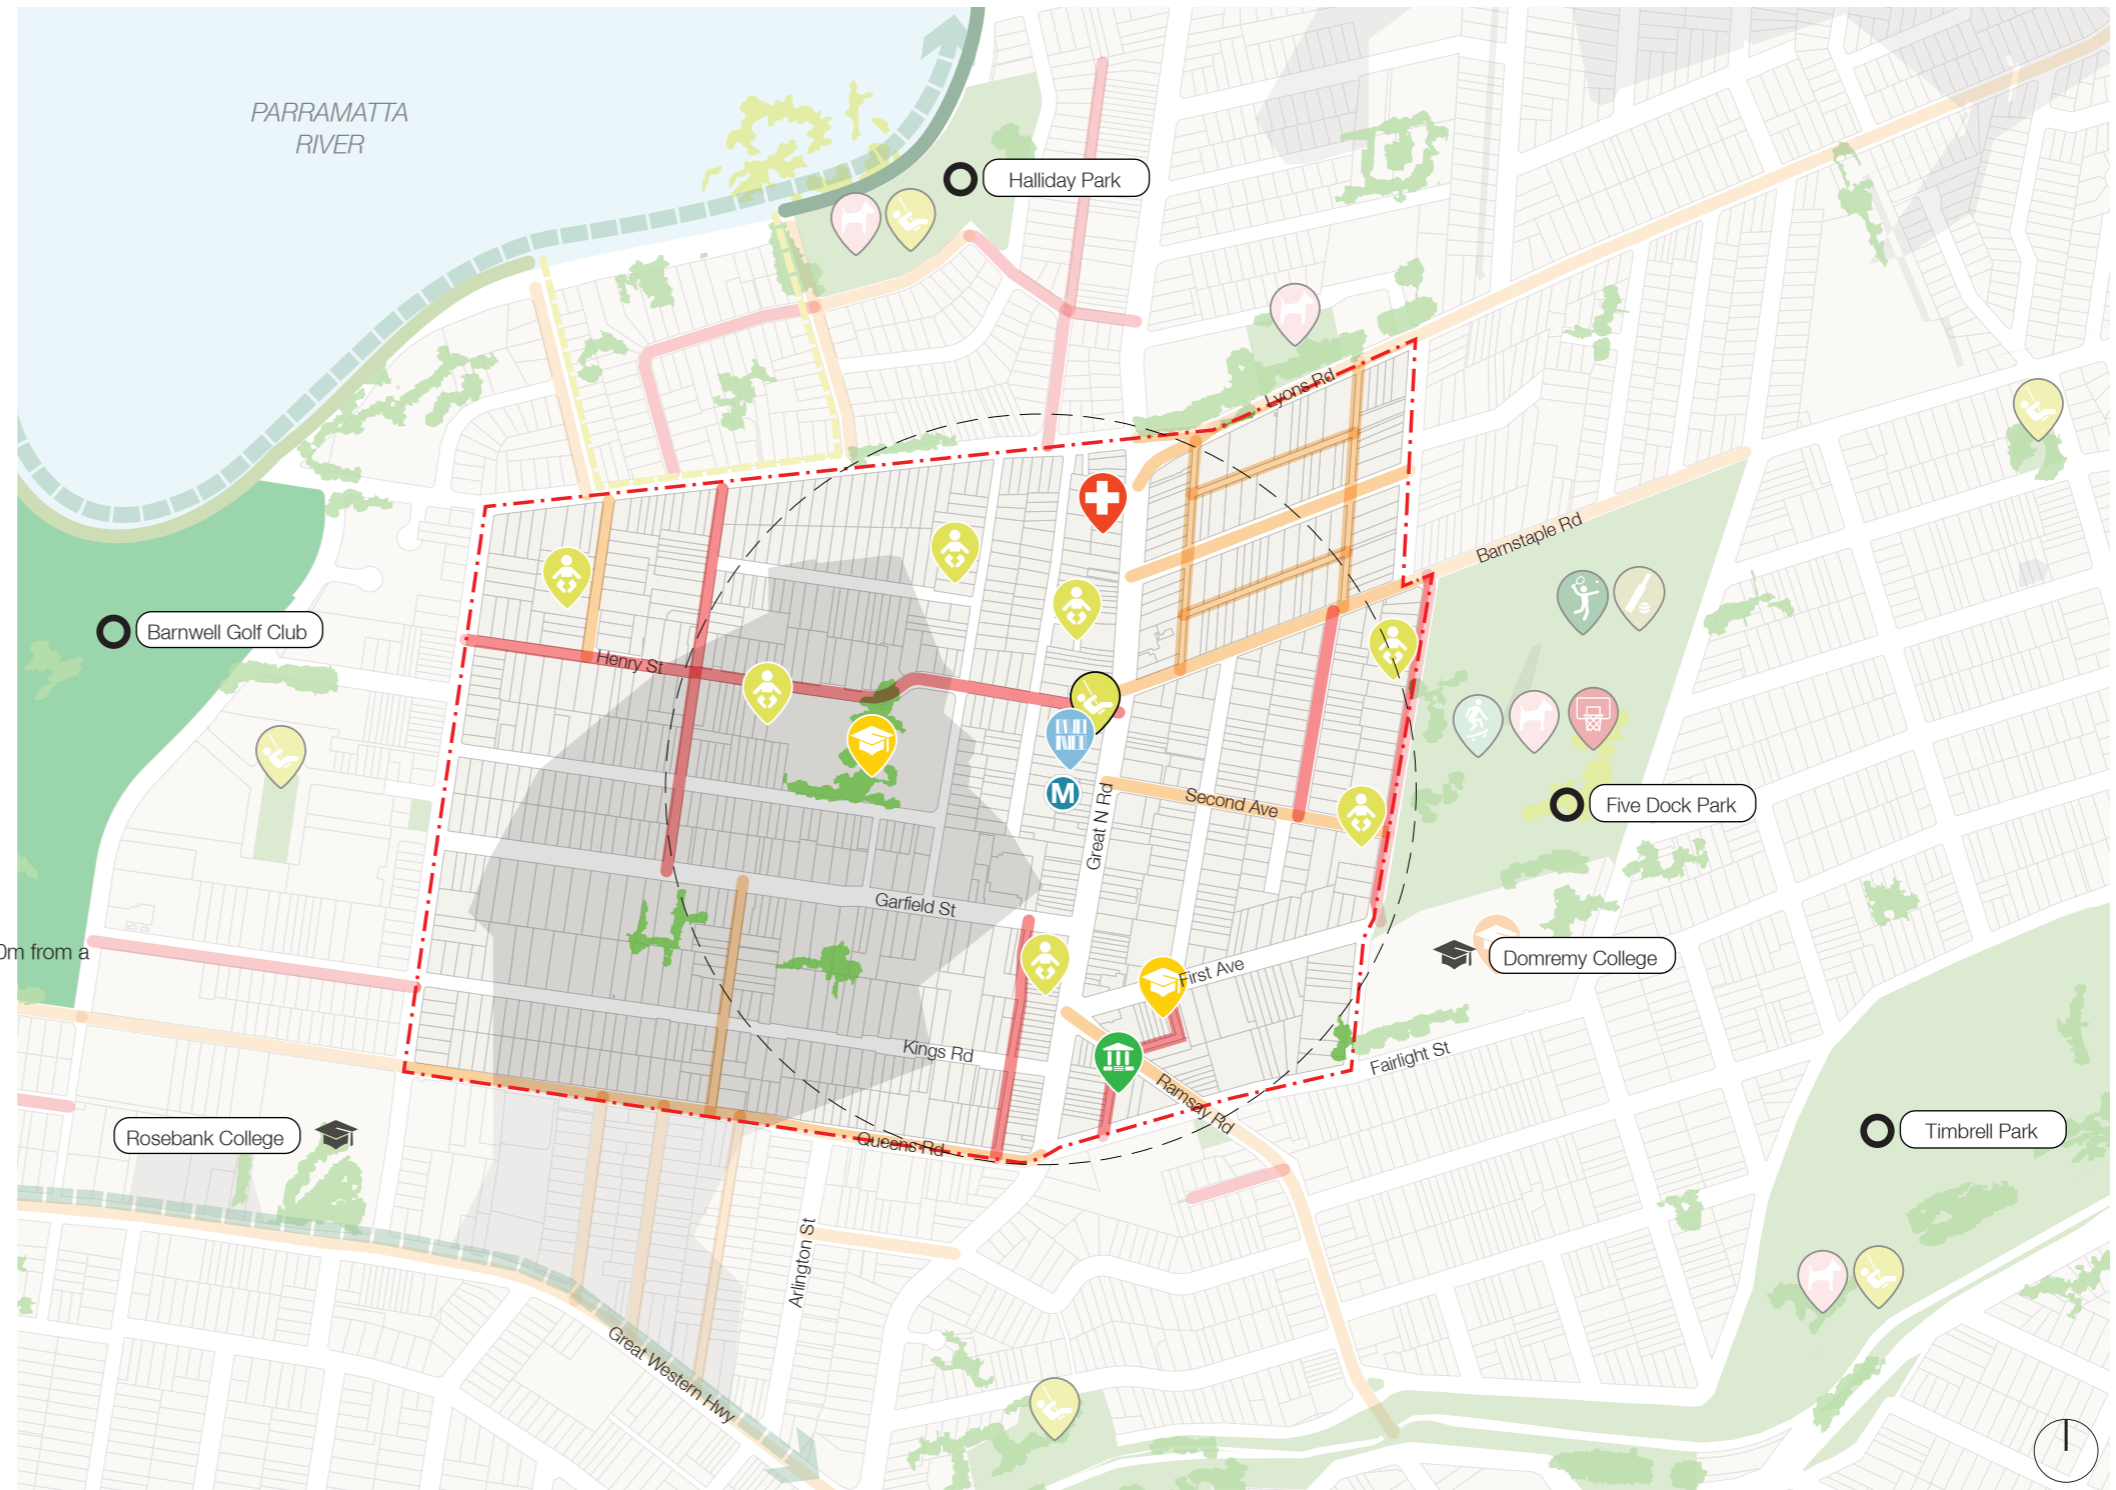 PARRAMATTA
RIVER
Halliday Park
Lyons Rd
Barnstaple Rd
Barnwell Golf Club
Henry St
Second Ave
Five Dock Park
M
Great N Rd
Garfield St
0m from a
First Ave
Domremy College
Kings Rd
Fairlight St
Ramsay Rd
Rosebank College
Queens Rd
Timbrell Park
Arlington St
Great Western Hwy